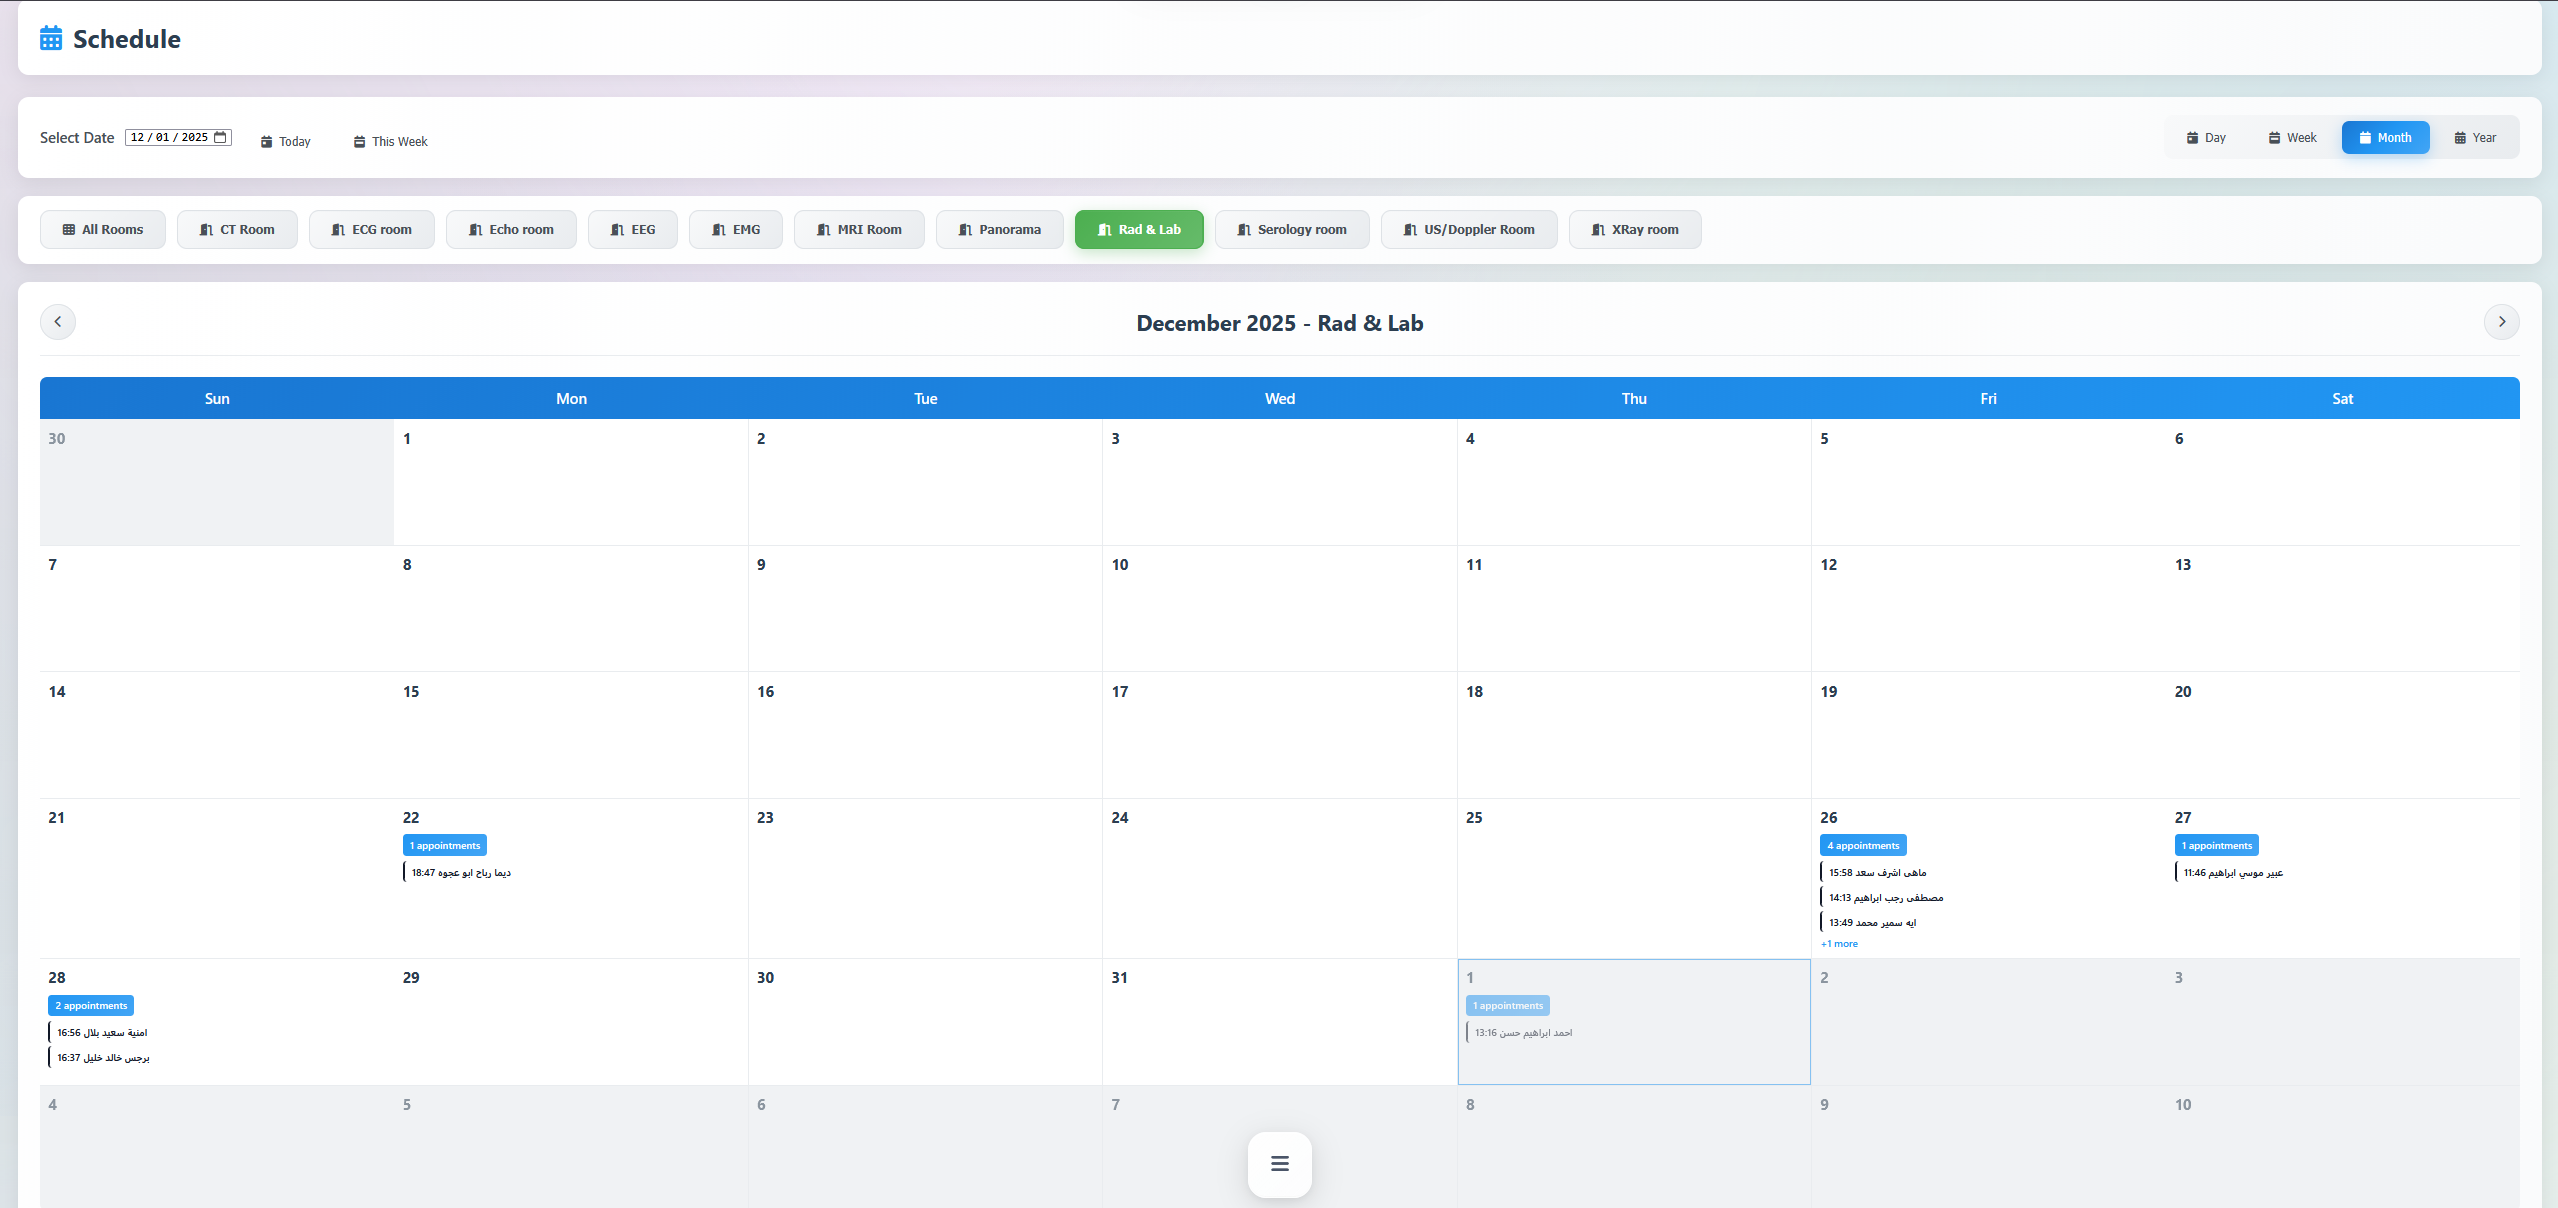 Schedule
Select Date 12/01/2025 Today This Week Day Week Month Year
All Rooms CT Room ECG room Echo room EEG EMG MRI Room Panorama Rad & Lab Serology room US/Doppler Room XRay room
December 2025 - Rad & Lab
Sun Mon Tue Wed Thu Fri Sat
30 1 2 3 4 5 6
7 8 9 10 11 12 13
14 15 16 17 18 19 20
21 22 23 24 25 26 27
1 appointments 4 appointments 1 appointments
18:47 ديما رباح ابو عجوه
15:58 ماهى اشرف سعد
11:46 عبير موسي ابراهيم
14:13 مصطفى رجب ابراهيم
13:49 ايه سمير محمد
+1 more
28 29 30 31 1 2 3
2 appointments 1 appointments
16:56 امنية سعيد بلال
13:16 احمد ابراهيم حسن
16:37 برجس خالد خليل
4 5 6 7 8 9 10